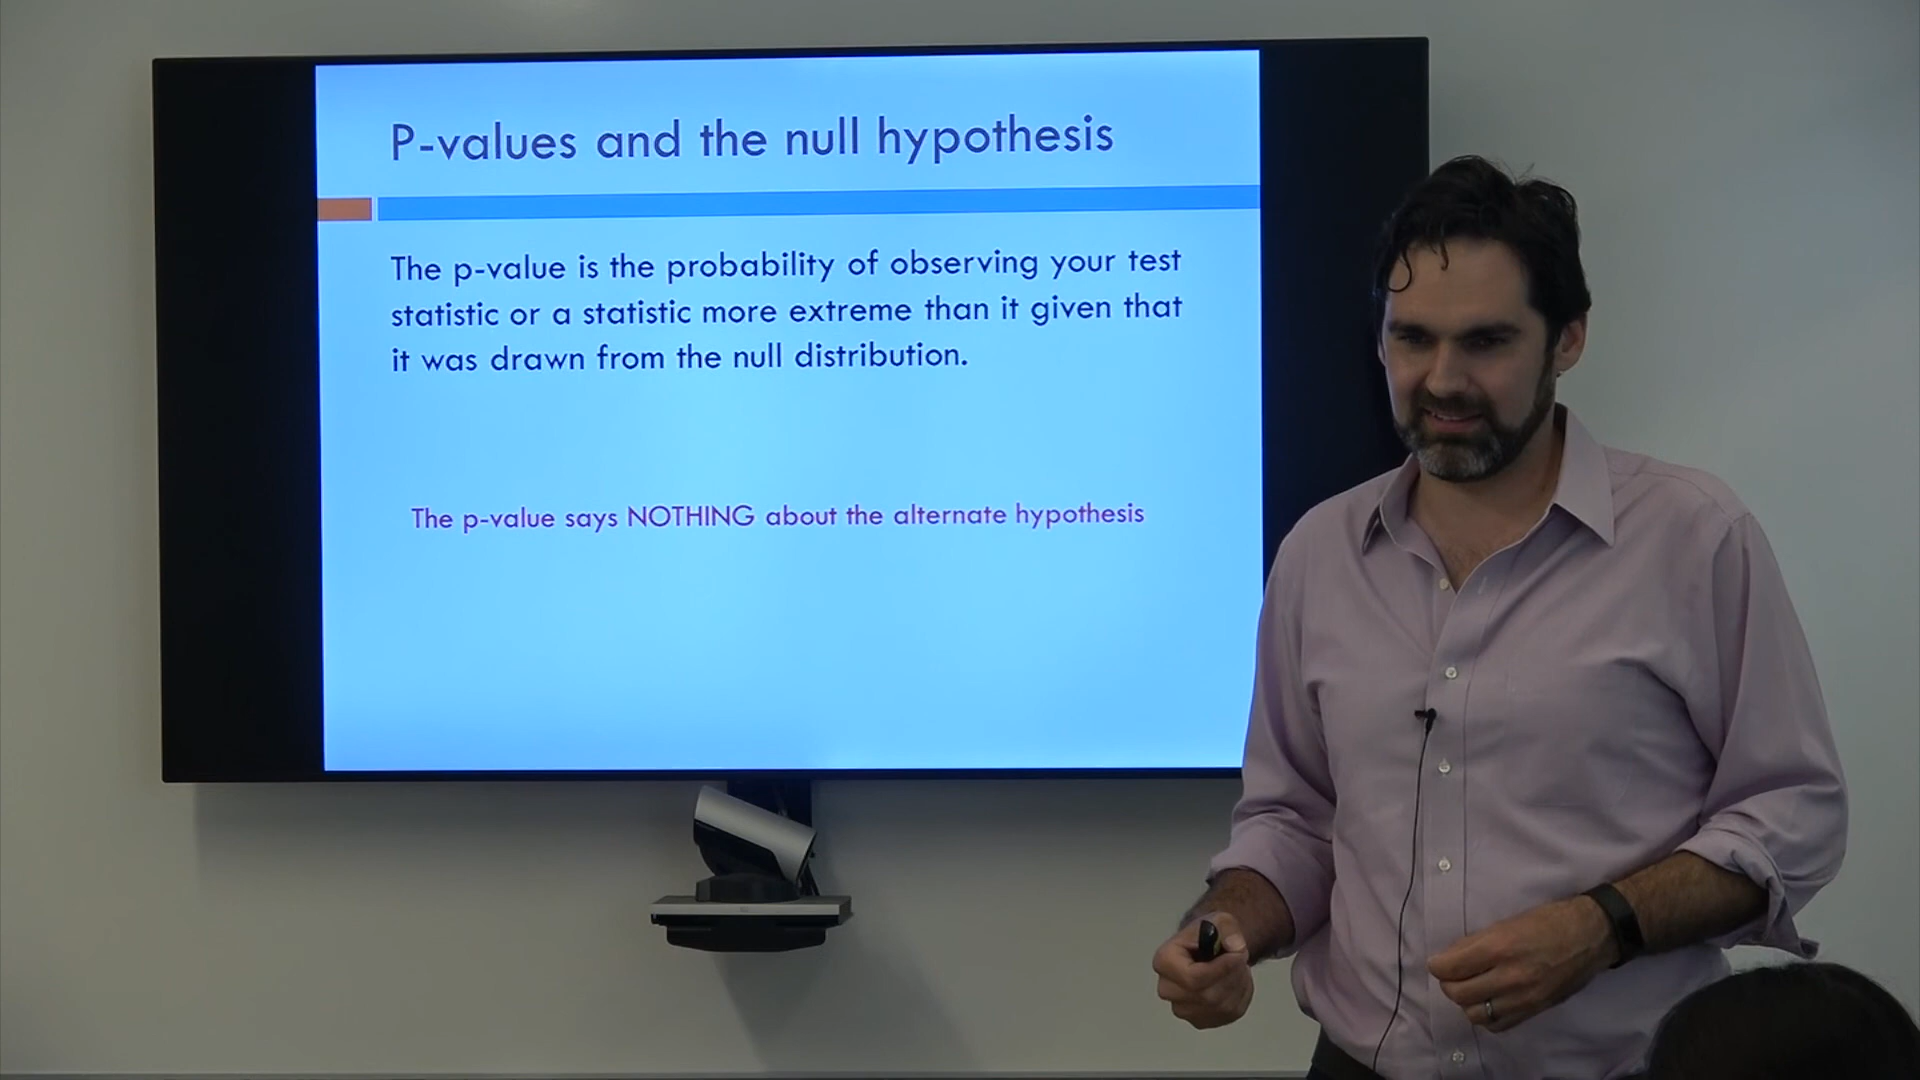 P-values and the null hypothesis
The p-value is the probability of observing your test
statistic or a statistic more extreme than it given that
it was drawn from the null distribution.
The p-value says NOTHING about the alternate hypothesis